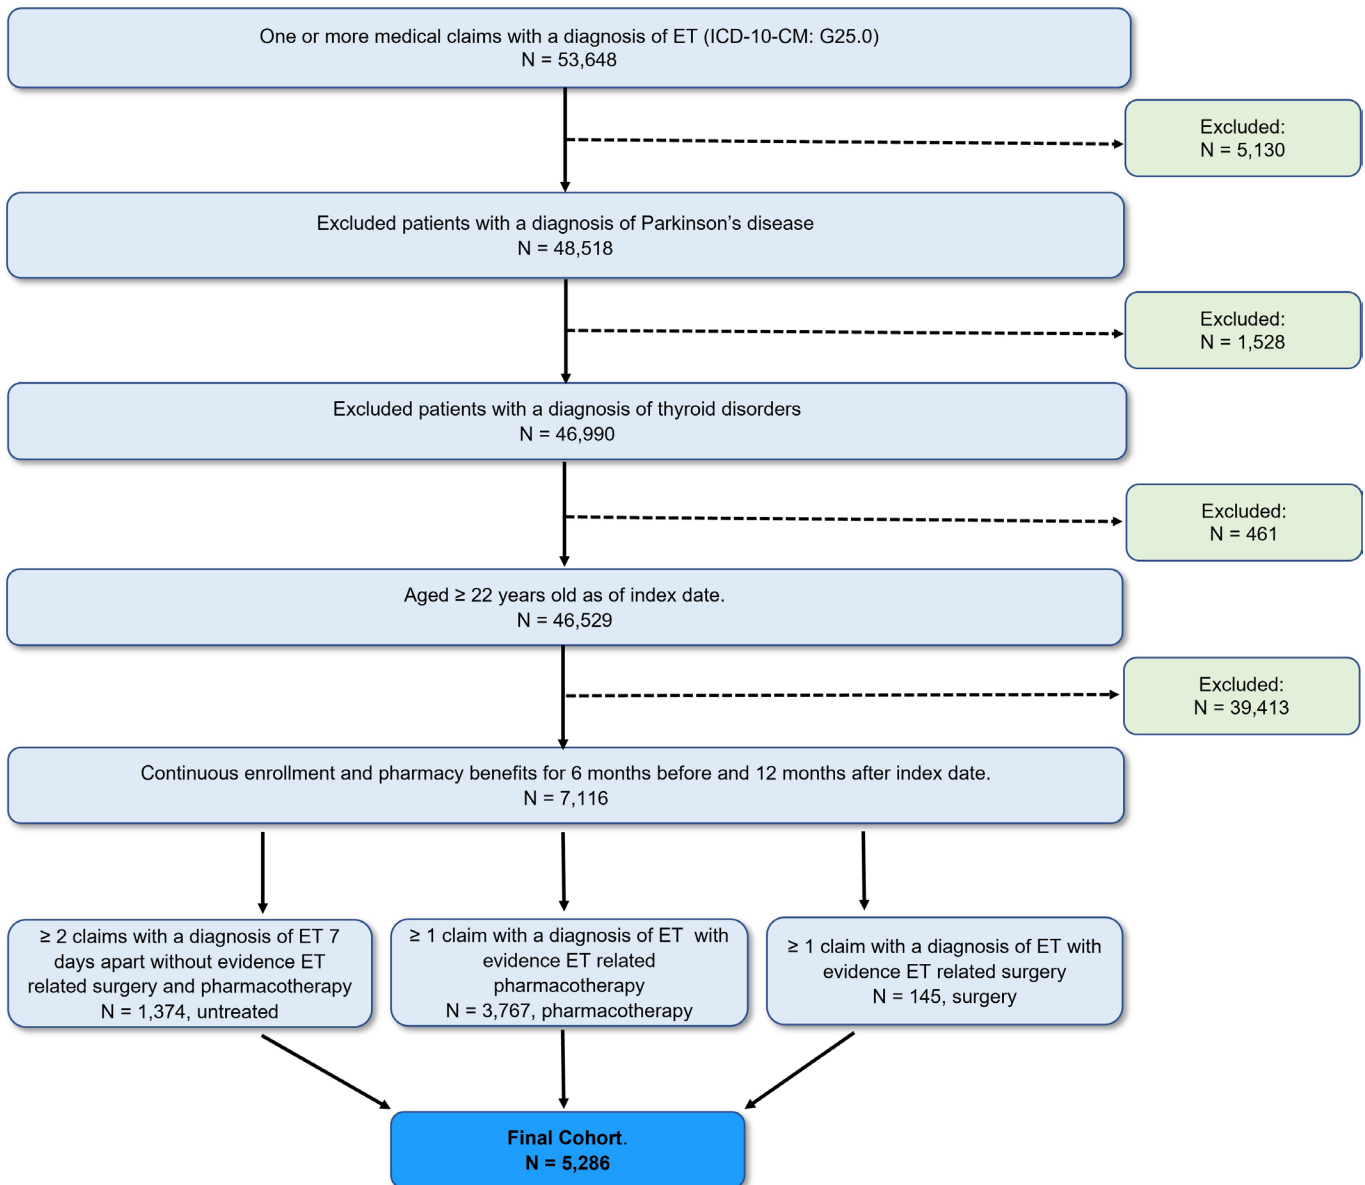 One or more medical claims with a diagnosis of ET (ICD-10-CM: G25.0)
N = 53,648
Excluded:
N = 5,130
Excluded patients with a diagnosis of Parkinson’s disease
N = 48,518
Excluded:
N = 1,528
Excluded patients with a diagnosis of thyroid disorders
N = 46,990
Excluded:
N = 461
Aged ≥ 22 years old as of index date.
N = 46,529
Excluded:
N = 39,413
Continuous enrollment and pharmacy benefits for 6 months before and 12 months after index date.
N = 7,116
≥ 2 claims with a diagnosis of ET 7
days apart without evidence ET
related surgery and pharmacotherapy
N = 1,374, untreated
≥ 1 claim with a diagnosis of ET with
evidence ET related
pharmacotherapy
N = 3,767, pharmacotherapy
≥ 1 claim with a diagnosis of ET with
evidence ET related surgery
N = 145, surgery
Final Cohort.
N = 5,286